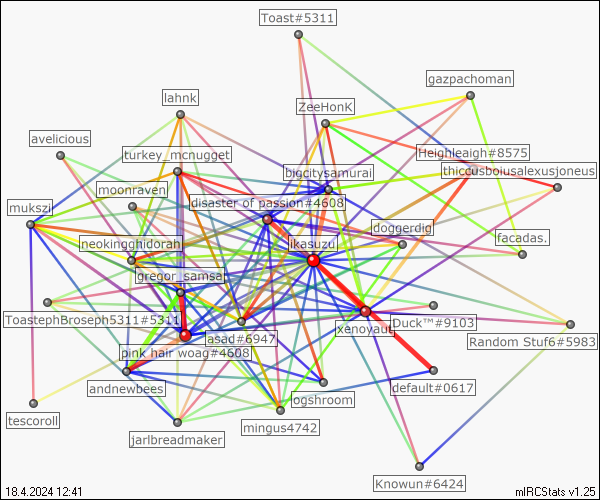 Toast#5311
gazpachoman
lahnk
ZeeHonK
avelicious
turkey_mcnugget
Heighleaigh#8575
bigcitysamurai
thiccusboiusalexusjoneus
moonraven
disaster of passion#4608
mukszi
doggerdig
neokingghidorah
ikasuzu
facadas.
gregor_samsa
ToastephBroseph5311#5311
asad#6947
xenoyaut
Duck™#9103
Random Stuf6#5983
pink hair woag#4608
andnewbees
default#0617
ogshroom
tescoroll
mingus4742
jarlbreadmaker
Knowun#6424
18.4.2024 12:41
mIRCStats v1.25